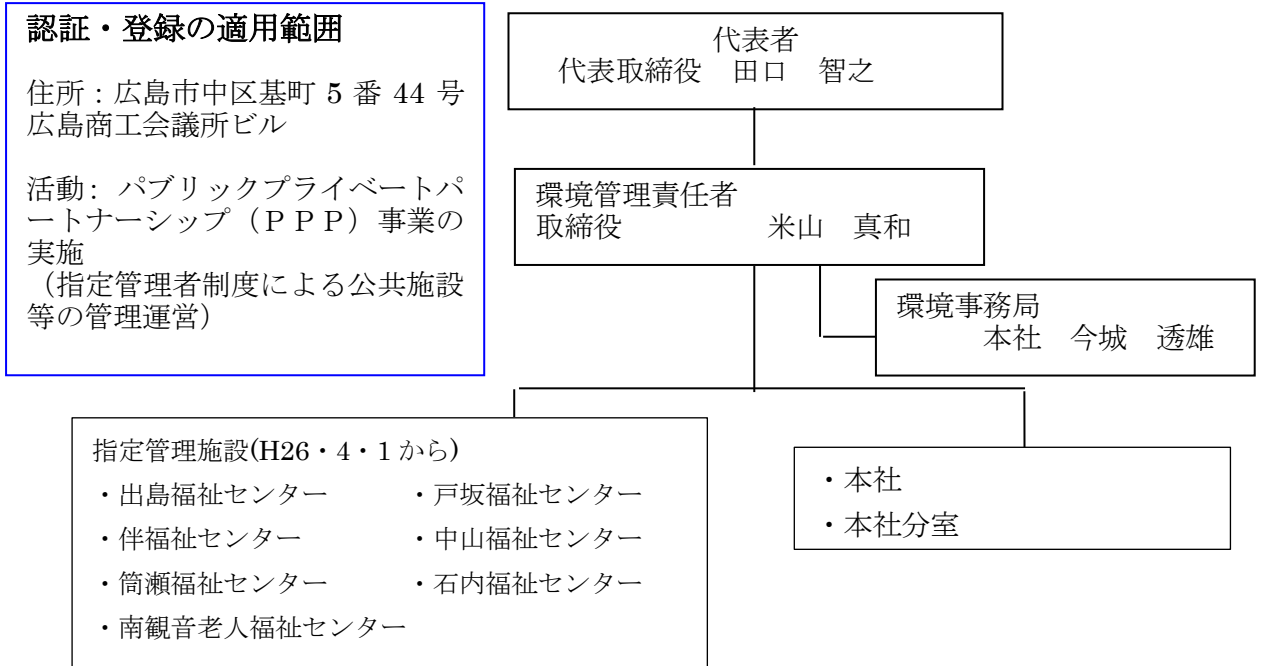 認証・登録の適用範囲
住所：広島市中区基町 5 番 44 号
広島商工会議所ビル
活動： パブリックプライベートパ
ートナーシップ（ＰＰＰ）事業の
実施
（指定管理者制度による公共施設
等の管理運営）
代表者
代表取締役　田口　智之
環境管理責任者
取締役　　　　　米山　真和
環境事務局
本社　今城　透雄
指定管理施設(H26・4・1 から)
・出島福祉センター　　　・戸坂福祉センター
・伴福祉センター　　　　・中山福祉センター
・筒瀬福祉センター　　　・石内福祉センター
・南観音老人福祉センター
・本社
・本社分室